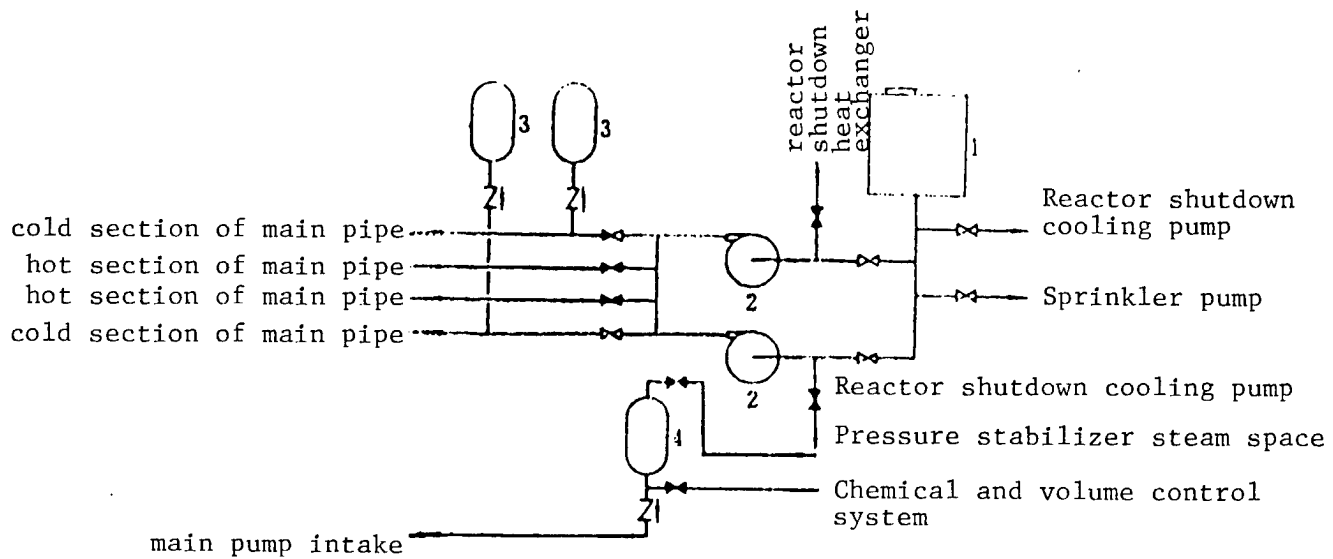 reactor
shutdown
heat
exchanger
3
3
1
cold section of main pipe
hot section of main pipe
hot section of main pipe
cold section of main pipe
2
2
Reactor shutdown
cooling pump
Sprinkler pump
Reactor shutdown cooling pump
4
Pressure stabilizer steam space
Chemical and volume control
system
main pump intake